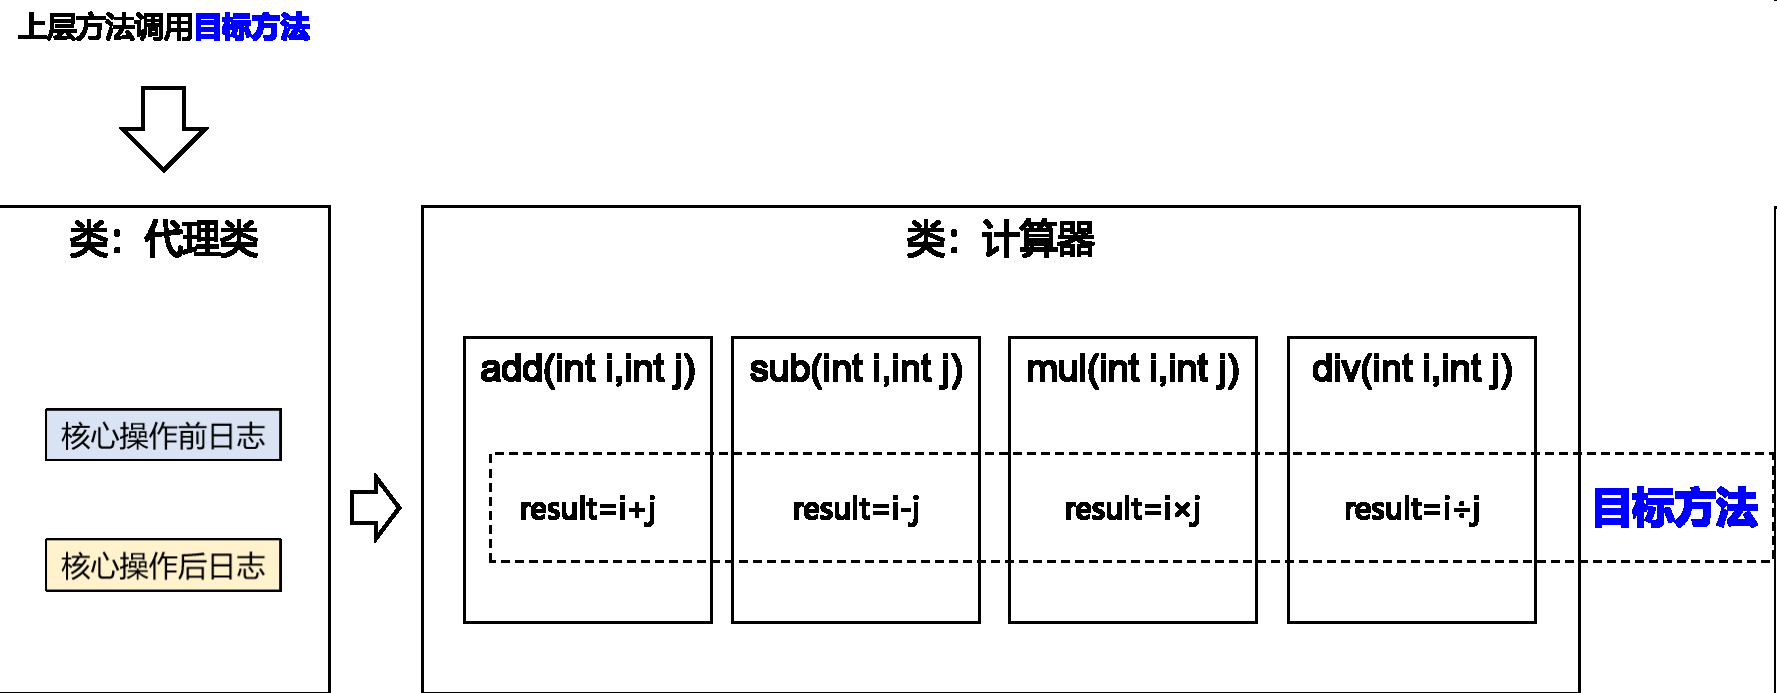 上层方法调用目标方法
类：代理类
核心操作前日志
核心操作后日志
类：计算器
add(int i,int j)
sub(int i,int j)
mul(int i,int j)
div(int i,int j)
result=i+j
result=i-j
result=i×j
result=i÷j
目标方法